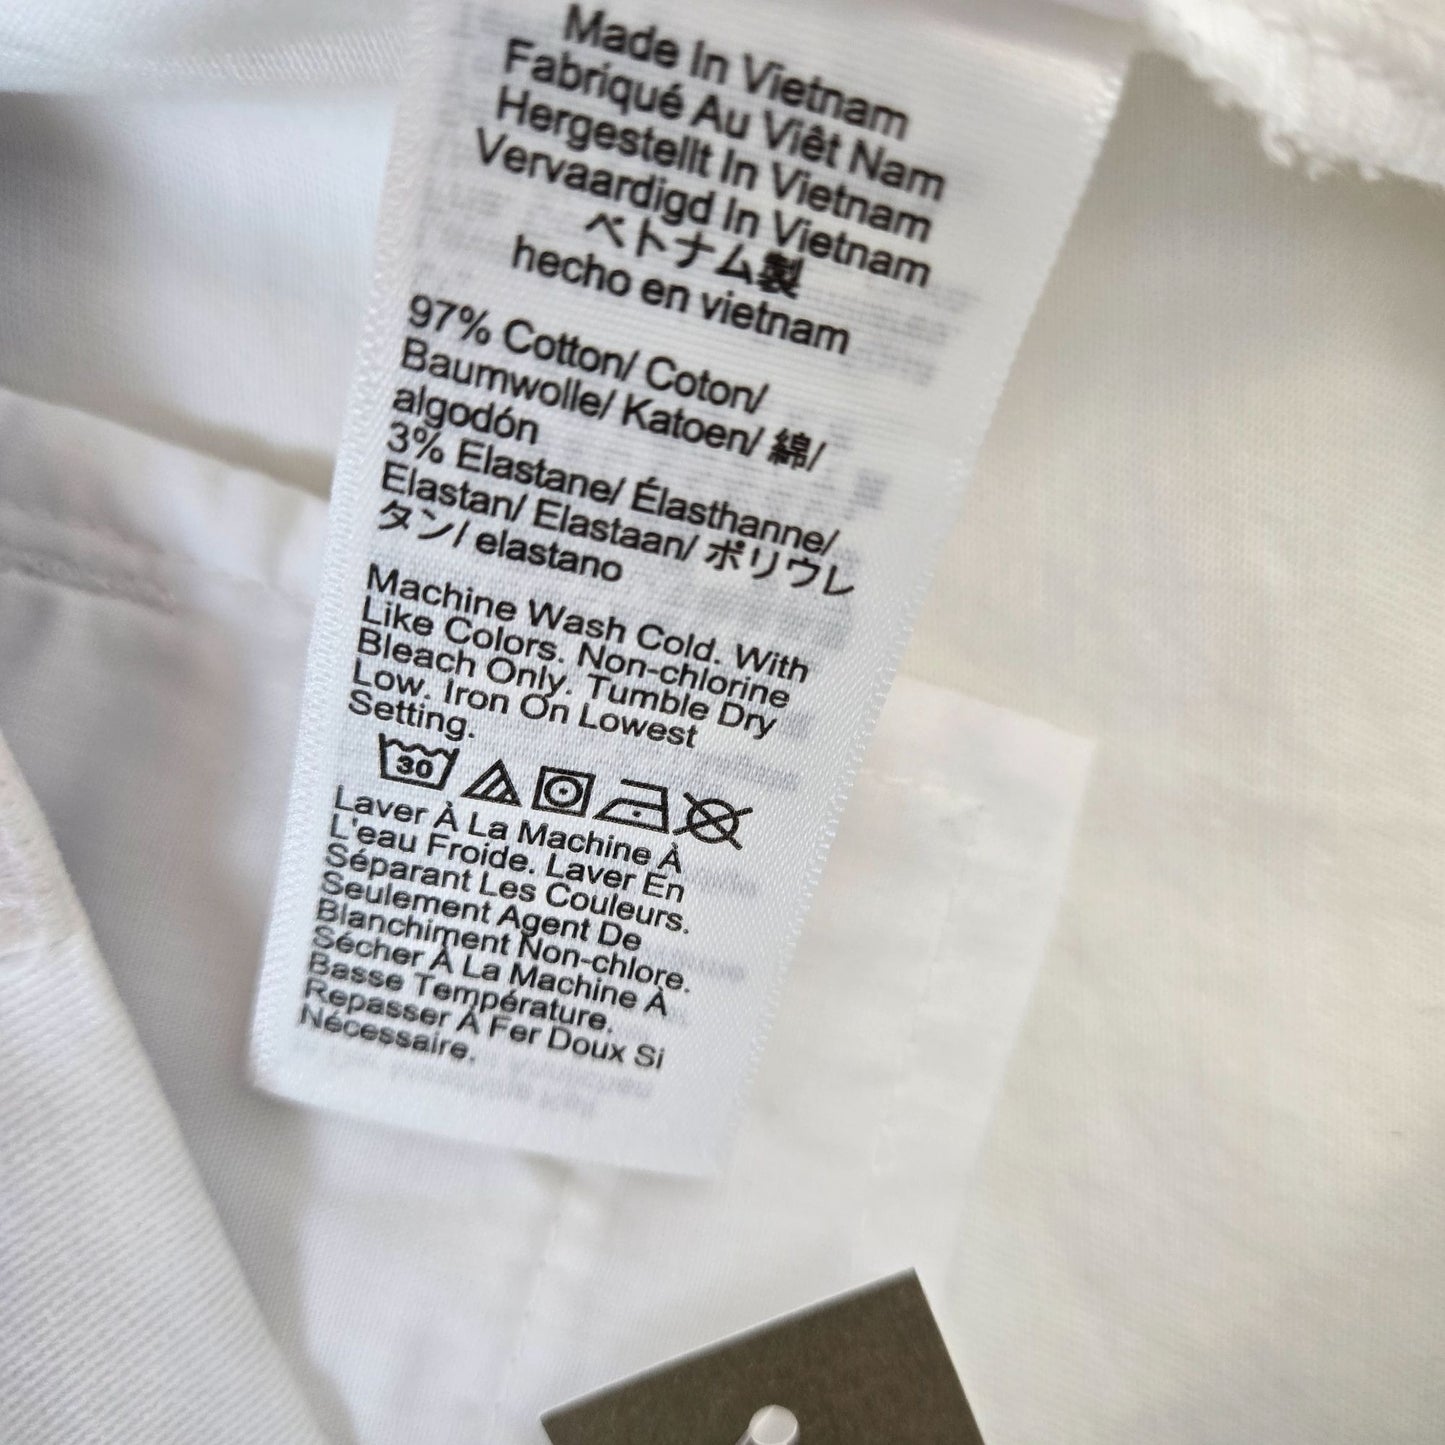 Made In Vietnam
Fabriqué Au Viêt Nam
Hergestellt In Vietnam
Vervaardigd In Vietnam
ベトナム製
hecho en vietnam
97% Cotton/ Coton/
Baumwolle/ Katoen/ 綿/
algodón
3% Elastane/ Élasthanne/
Elastan/ Elastaan/ ポリウレ
タン/ elastano
Machine Wash Cold. With
Like Colors. Non-chlorine
Bleach Only. Tumble Dry
Low. Iron On Lowest
Setting.
30
Laver À La Machine À
L'eau Froide. Laver En
Séparant Les Couleurs.
Seulement Agent De
Blanchiment Non-chlore.
Sécher À La Machine À
Basse Température.
Repasser À Fer Doux Si
Nécessaire.